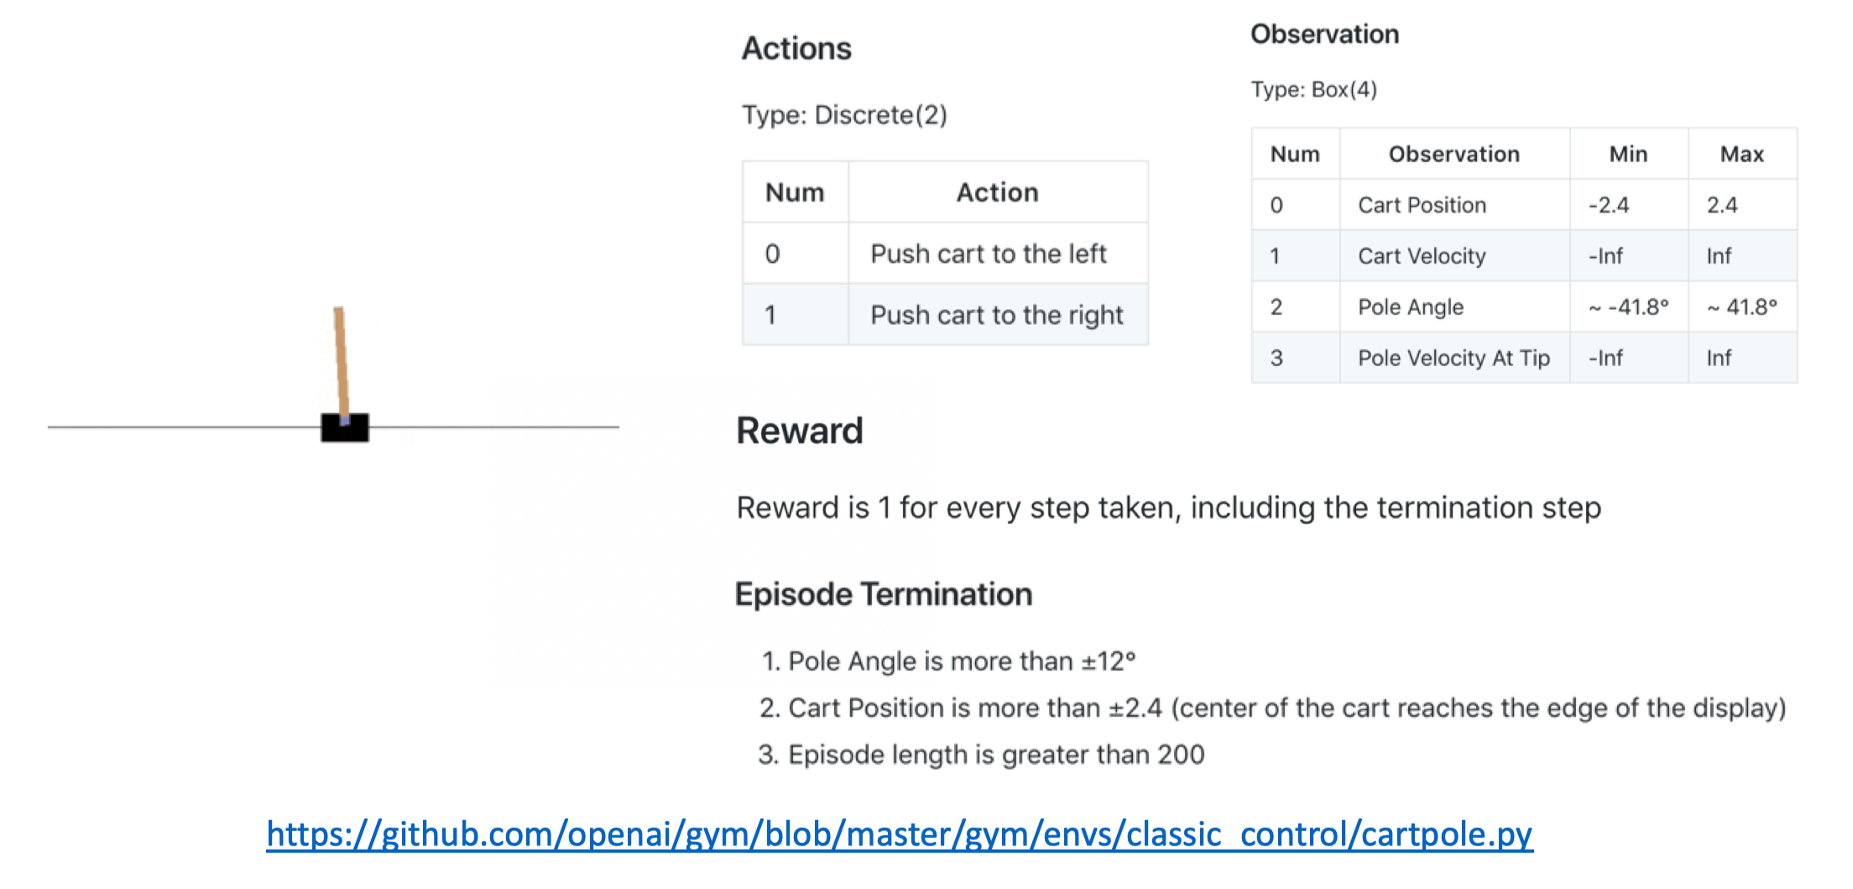 Actions
Type: Discrete(2)
Num Action
0 Push cart to the left
1 Push cart to the right
Observation
Type: Box(4)
Num Observation Min Max
0 Cart Position -2.4 2.4
1 Cart Velocity -Inf Inf
2 Pole Angle ~ -41.8° ~ 41.8°
3 Pole Velocity At Tip -Inf Inf
Reward
Reward is 1 for every step taken, including the termination step
Episode Termination
1. Pole Angle is more than ±12°
2. Cart Position is more than ±2.4 (center of the cart reaches the edge of the display)
3. Episode length is greater than 200
https://github.com/openai/gym/blob/master/gym/envs/classic_control/cartpole.py